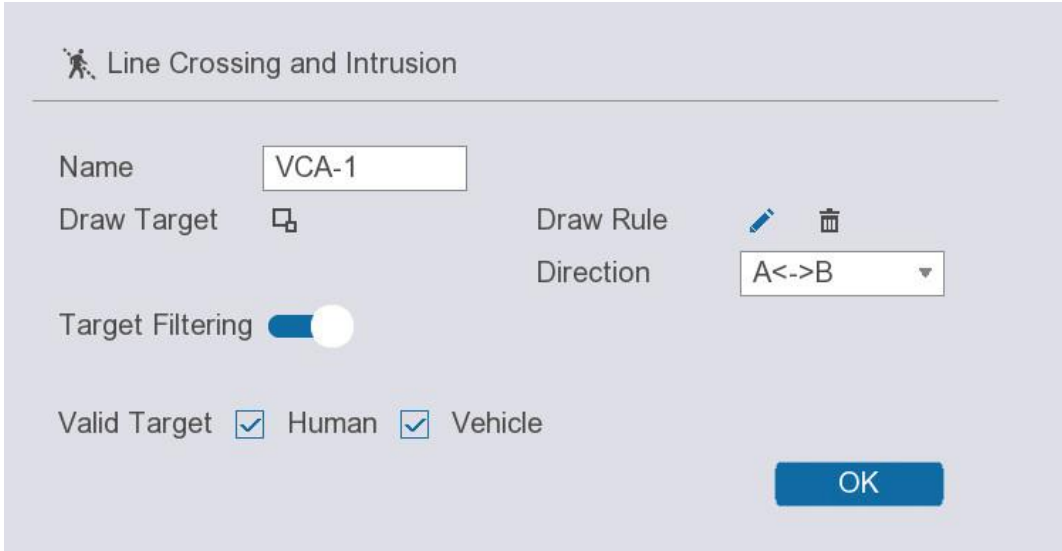 Line Crossing and Intrusion
Name VCA-1
Draw Target Draw Rule
Direction A<->B
Target Filtering
Valid Target Human Vehicle
OK